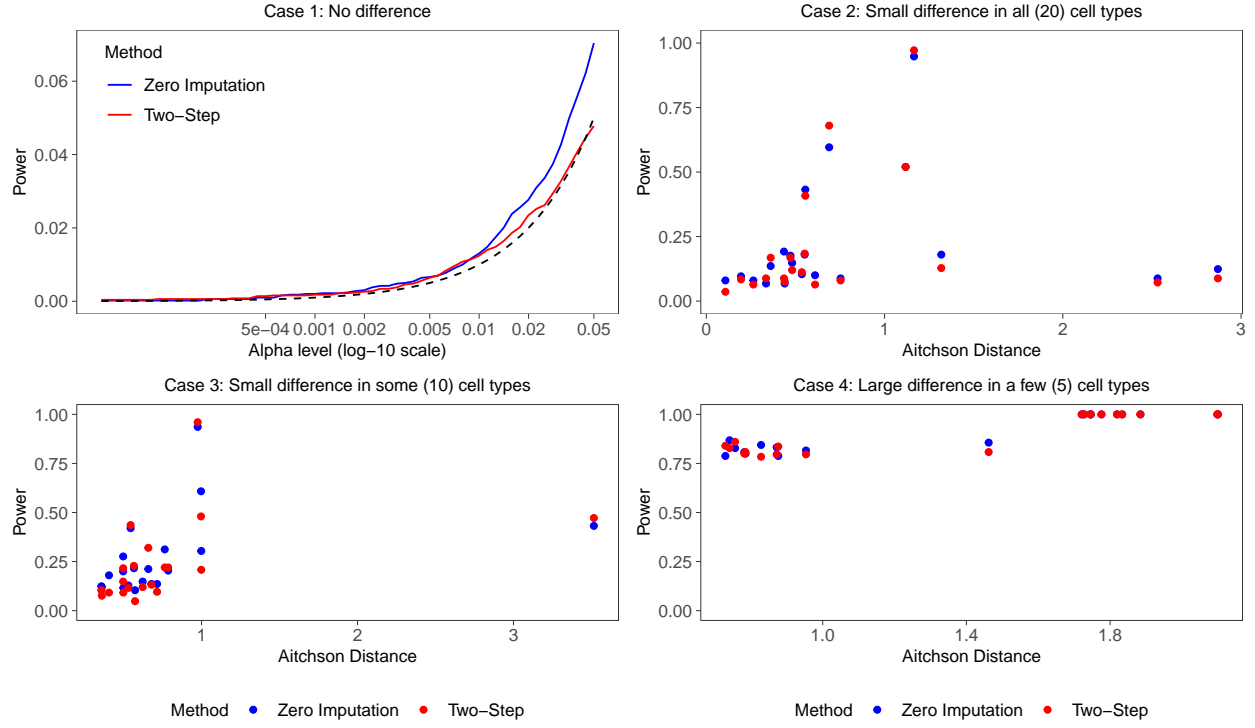 Case 1: No difference
Power
0.06
0.04
0.02
0.00
Method
Zero Imputation
Two−Step
5e−04 0.001 0.002 0.005 0.01 0.02 0.05
Alpha level (log−10 scale)
Case 2: Small difference in all (20) cell types
Power
1.00
0.75
0.50
0.25
0.00
0 1 2 3
Aitchson Distance
Case 3: Small difference in some (10) cell types
Power
1.00
0.75
0.50
0.25
0.00
1 2 3
Aitchson Distance
Case 4: Large difference in a few (5) cell types
Power
1.00
0.75
0.50
0.25
0.00
1.0 1.4 1.8
Aitchson Distance
Method Zero Imputation Two−Step
Method Zero Imputation Two−Step